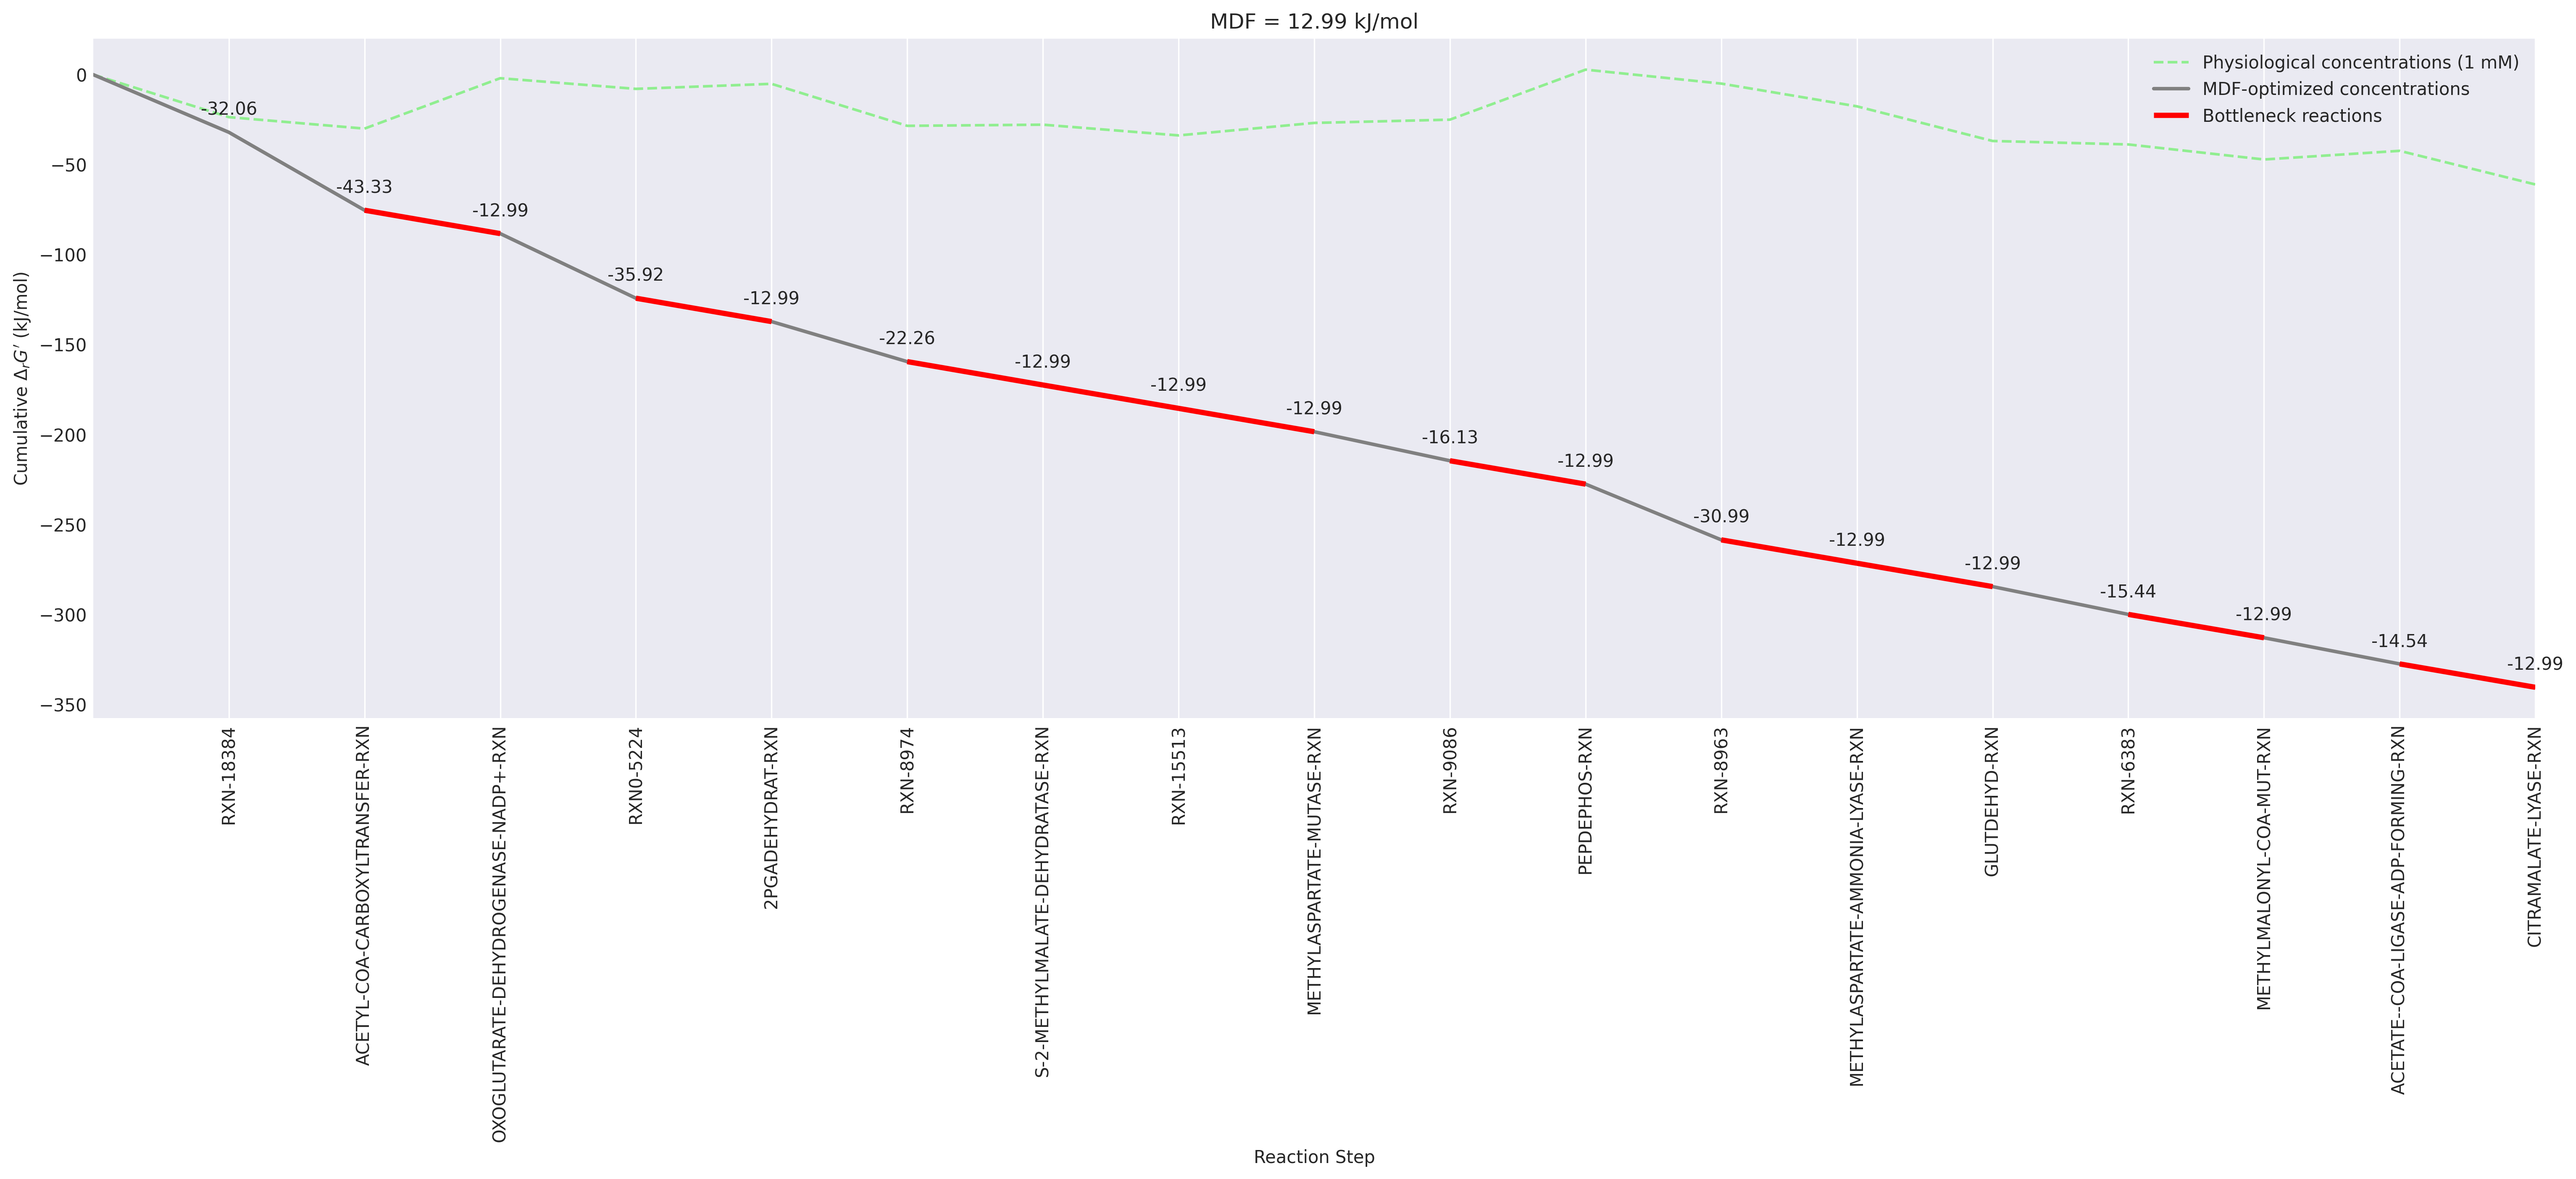 MDF = 12.99 kJ/mol
Physiological concentrations (1 mM)
MDF-optimized concentrations
Bottleneck reactions
Cumulative ΔrG′ (kJ/mol)
0
−50
−100
−150
−200
−250
−300
−350
-32.06
-43.33
-12.99
-35.92
-12.99
-22.26
-12.99
-12.99
-12.99
-16.13
-12.99
-30.99
-12.99
-12.99
-15.44
-12.99
-14.54
-12.99
RXN-18384
ACETYL-COA-CARBOXYLTRANSFER-RXN
OXOGLUTARATE-DEHYDROGENASE-NADP+-RXN
RXN0-5224
2PGADEHYDRAT-RXN
RXN-8974
S-2-METHYLMALATE-DEHYDRATASE-RXN
RXN-15513
METHYLASPARTATE-MUTASE-RXN
RXN-9086
PEPDEPHOS-RXN
RXN-8963
METHYLASPARTATE-AMMONIA-LYASE-RXN
GLUTDEHYD-RXN
RXN-6383
METHYLMALONYL-COA-MUT-RXN
ACETATE--COA-LIGASE-ADP-FORMING-RXN
CITRAMALATE-LYASE-RXN
Reaction Step